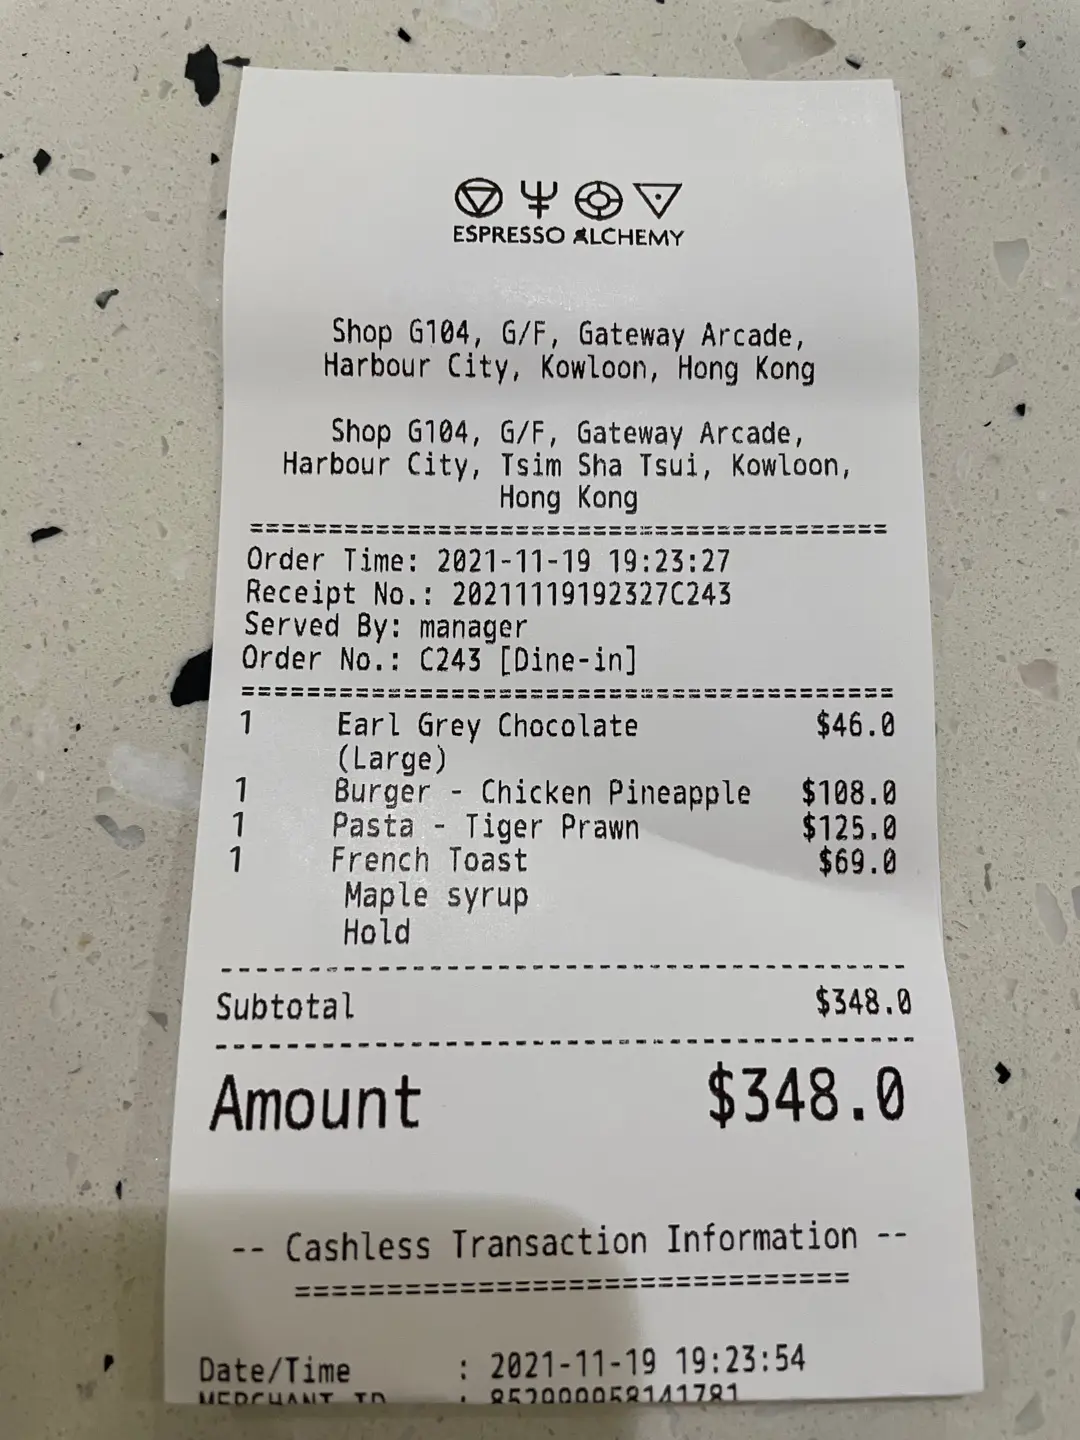 ESPRESSO ALCHEMY
Shop G104, G/F, Gateway Arcade,
Harbour City, Kowloon, Hong Kong
Shop G104, G/F, Gateway Arcade,
Harbour City, Tsim Sha Tsui, Kowloon,
Hong Kong
========================================
Order Time: 2021-11-19 19:23:27
Receipt No.: 20211119192327C243
Served By: manager
Order No.: C243 [Dine-in]
========================================
1 Earl Grey Chocolate $46.0
(Large)
1 Burger - Chicken Pineapple $108.0
1 Pasta - Tiger Prawn $125.0
1 French Toast $69.0
Maple syrup
Hold
----------------------------------------
Subtotal $348.0
----------------------------------------
Amount $348.0
-- Cashless Transaction Information --
==============================
Date/Time : 2021-11-19 19:23:54
MERCHANT ID : 852999958141781